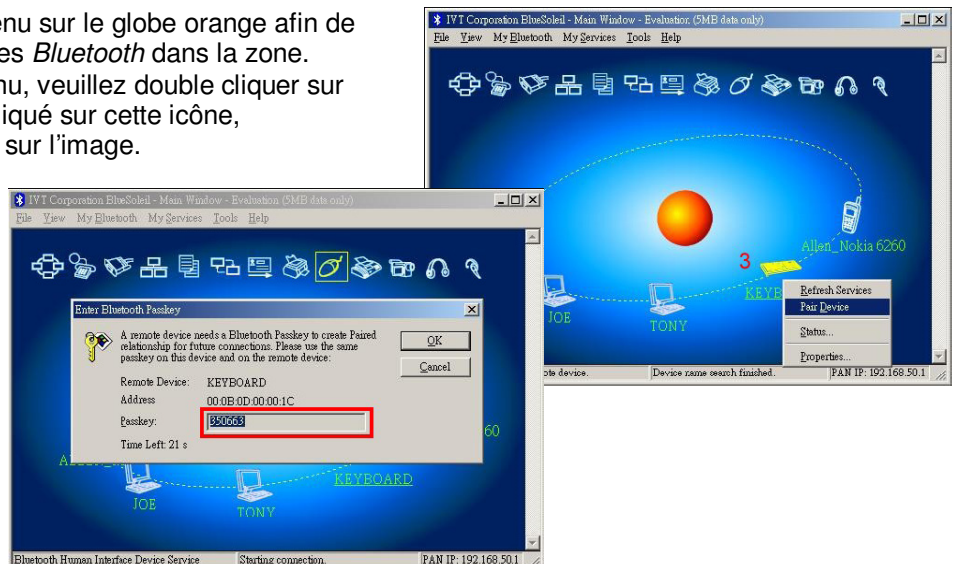 enu sur le globe orange afin de
es Bluetooth dans la zone.
nu, veuillez double cliquer sur
iqué sur cette icône,
sur l'image.
IVT Corporation BlueSoleil - Main Window - Evaluation (5MB data only)
File View My Bluetooth My Services Tools Help
Allen_Nokia 6260
3
KEYB
JOE
TONY
Refresh Services
Pair Device
Status...
Properties...
ote device. Device name search finished. PAN IP: 192.168.50.1
IVT Corporation BlueSoleil - Main Window - Evaluation (5MB data only)
File View My Bluetooth My Services Tools Help
Enter Bluetooth Passkey
A remote device needs a Bluetooth Passkey to create Paired
relationship for future connections. Please use the same
passkey on this device and on the remote device:
OK
Cancel
Remote Device: KEYBOARD
Address 00:0B:0D:00:00:1C
Passkey: 350663
Time Left: 21 s
60
KEYBOARD
JOE
TONY
Bluetooth Human Interface Device Service Starting connection. PAN IP: 192.168.50.1